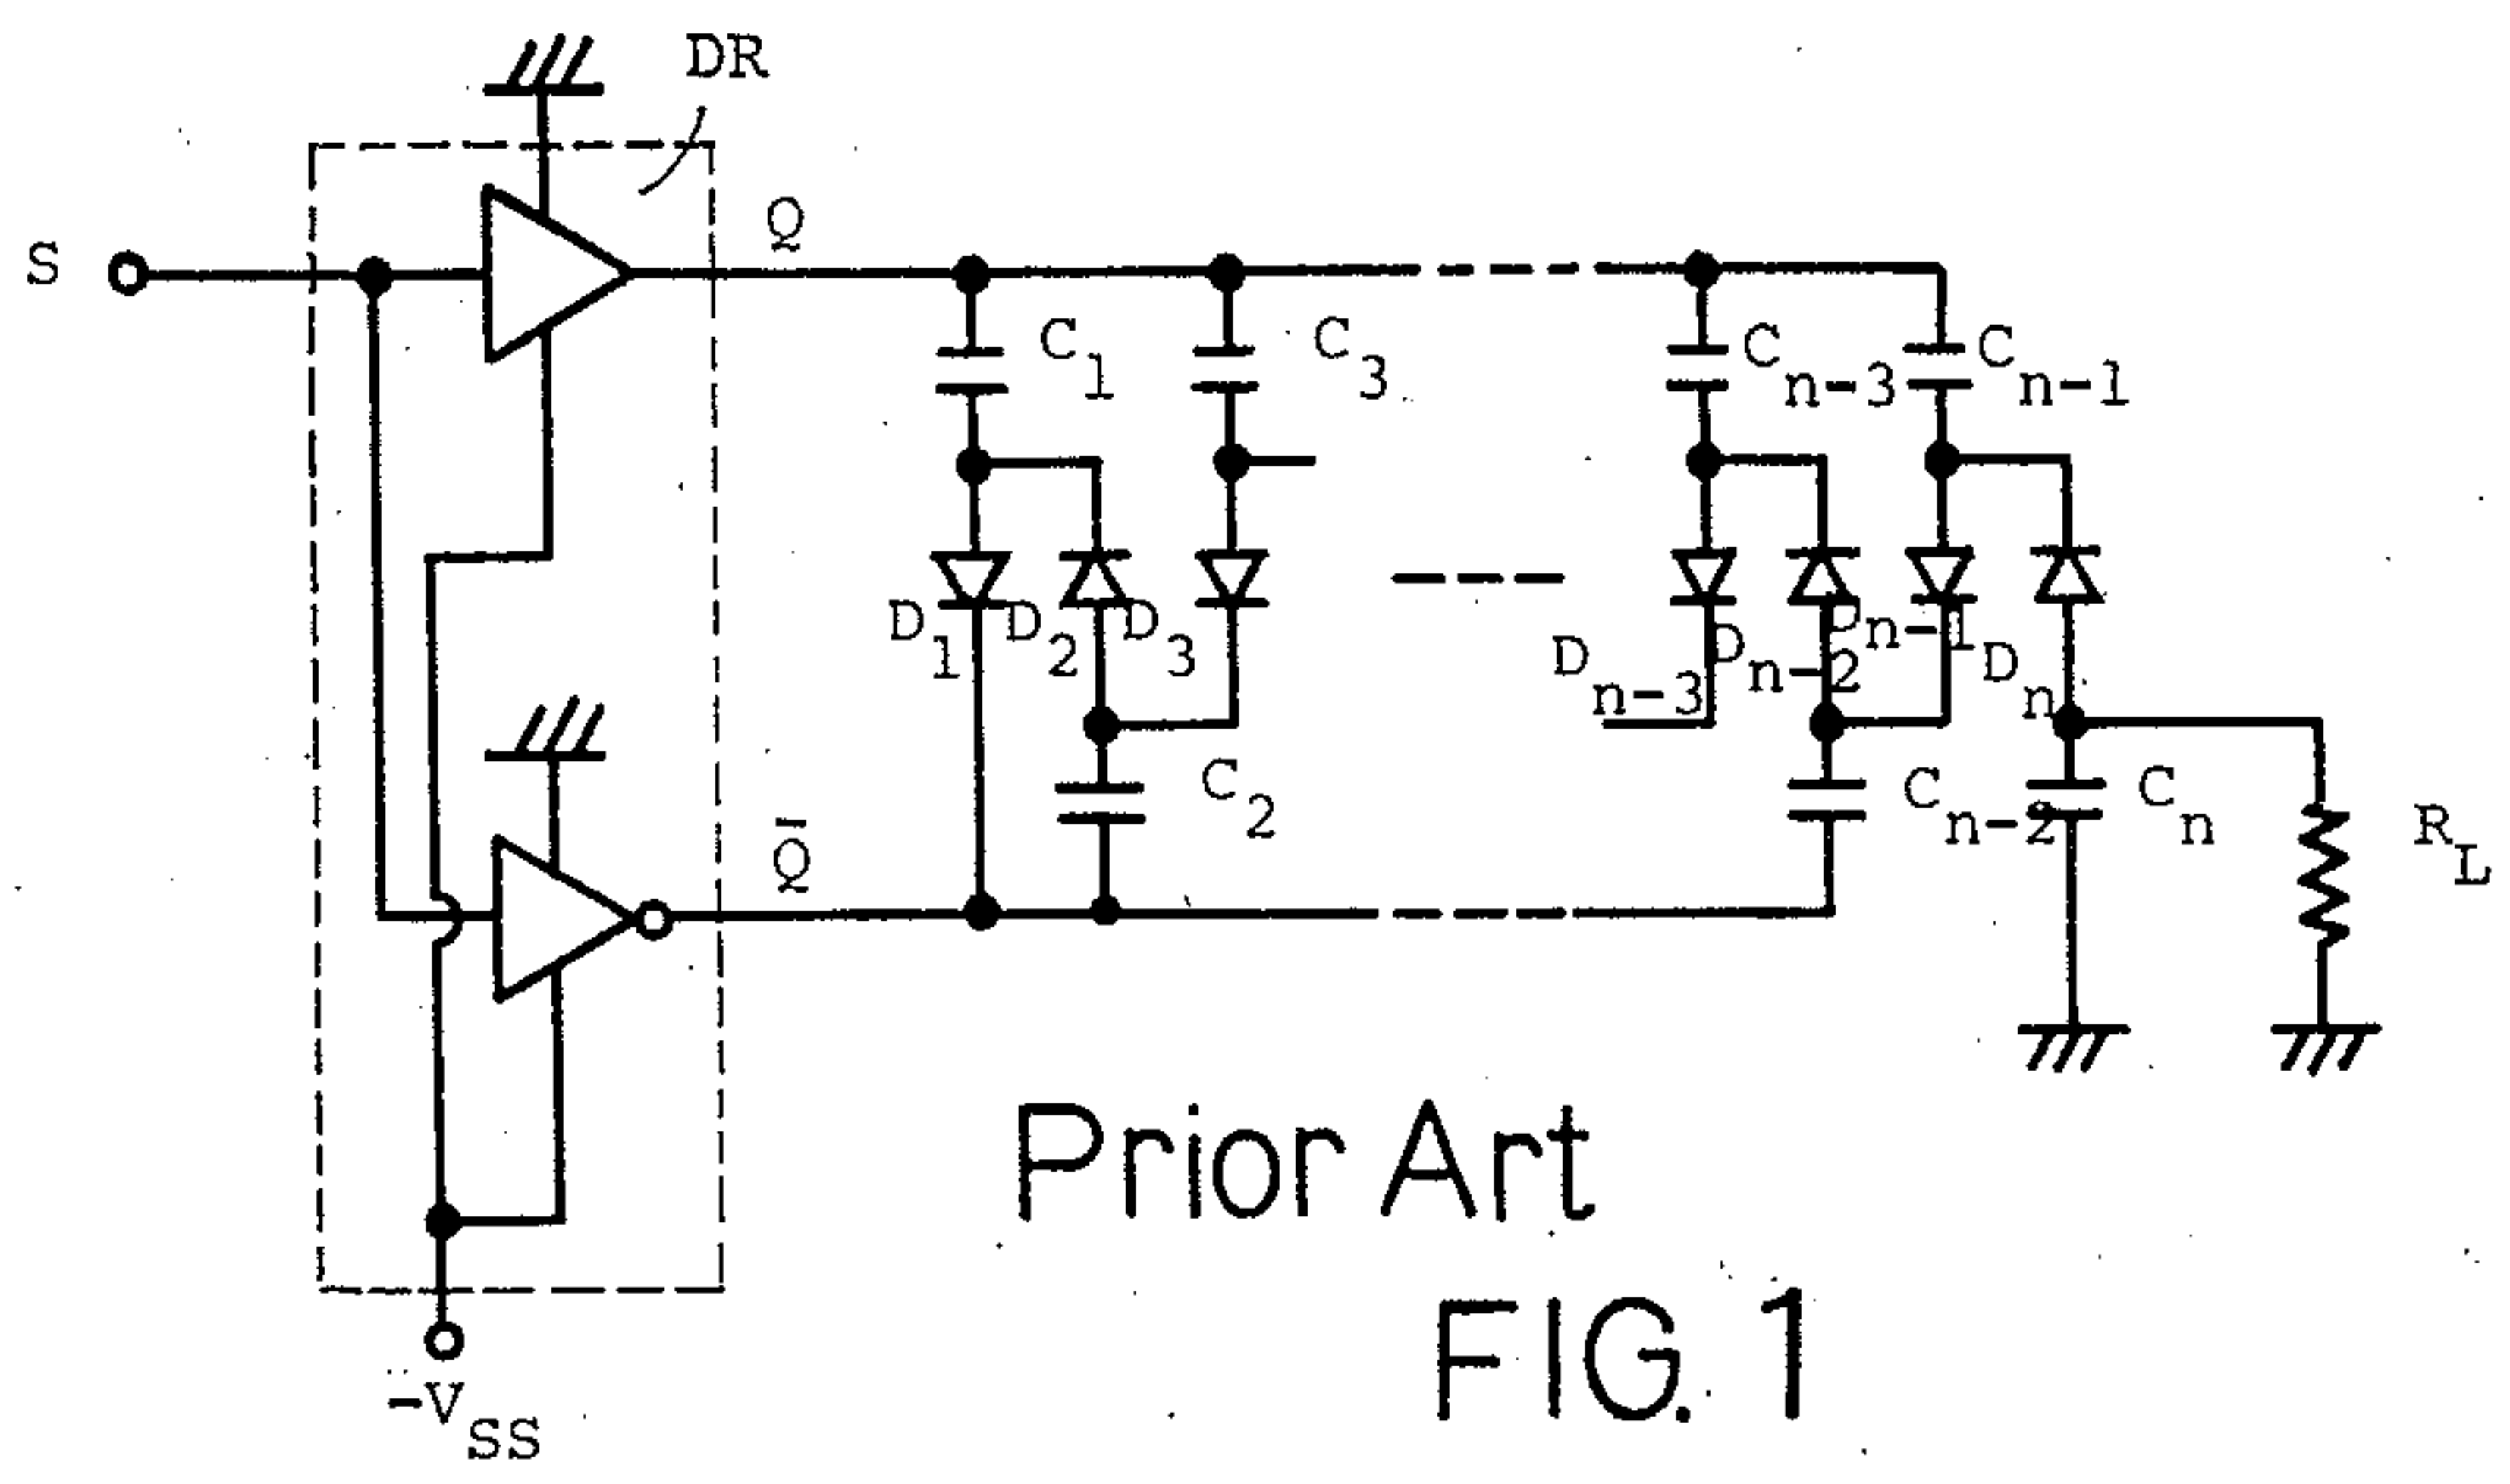 DR
S
Q
C1
C3
Cn-3
Cn-1
D1
D2
D3
Dn-3
Dn-2
Dn-1
Dn
C2
Q̅
Cn-2
Cn
RL
Prior Art
FIG. 1
-VSS